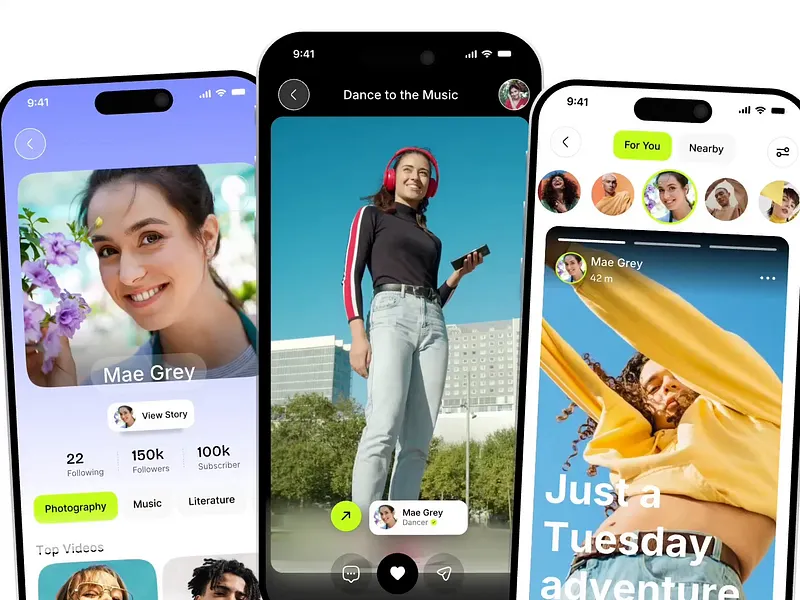 9:41
Mae Grey
View Story
22
Following
150k
Followers
100k
Subscriber
Photography
Music
Literature
Top Videos
9:41
Dance to the Music
Mae Grey
Dancer
9:41
For You
Nearby
Mae Grey
42 m
Just a
Tuesday
adventure